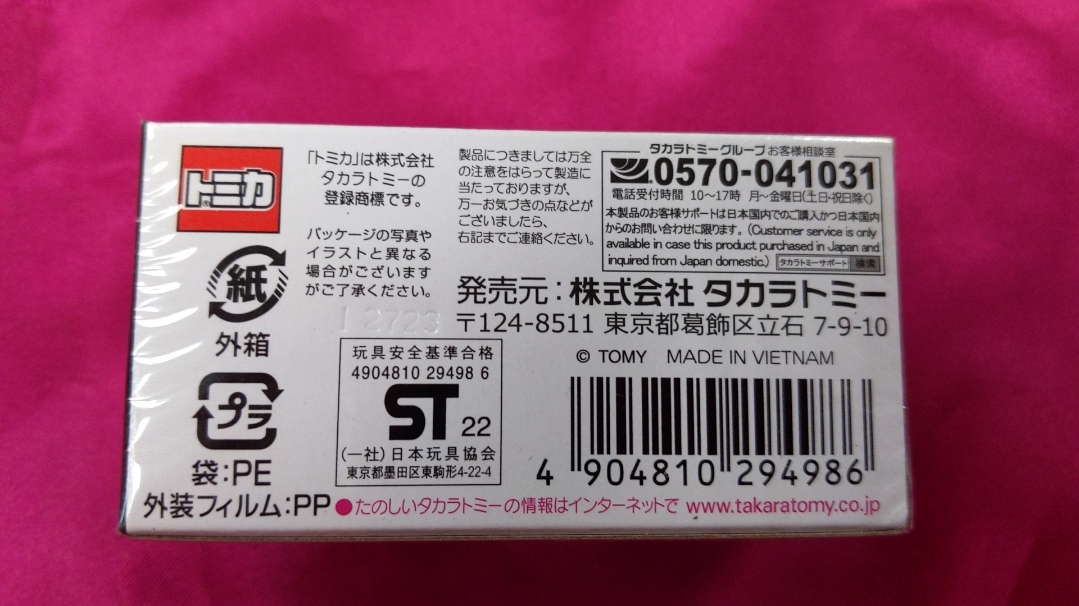 トミカ
「トミカ」は株式会社
タカラトミーの
登録商標です。
パッケージの写真や
イラストと異なる
場合がございます
がご了承ください。
製品につきましては万全
の注意をはらって製造に
当たっておりますが、
万一お気づきの点などが
ございましたら、
右記までご連絡ください。
タカラトミーグループ お客様相談室
0570-041031
電話受付時間 10〜17時 月〜金曜日(土日・祝日除く)
本製品のお客様サポートは日本国内でのご購入かつ日本国内
からのお問い合わせに限ります。(Customer service is only
available in case this product purchased in Japan and
inquired from Japan domestic.) タカラトミーサポート 検索
発売元:株式会社 タカラトミー
〒124-8511 東京都葛飾区立石 7-9-10
© TOMY MADE IN VIETNAM
紙
外箱
プラ
袋:PE
外装フィルム:PP
12723
玩具安全基準合格
4904810 29498 6
ST 22
(一社)日本玩具協会
東京都墨田区東駒形4-22-4
4 904810 294986
●たのしいタカラトミーの情報はインターネットで www.takaratomy.co.jp